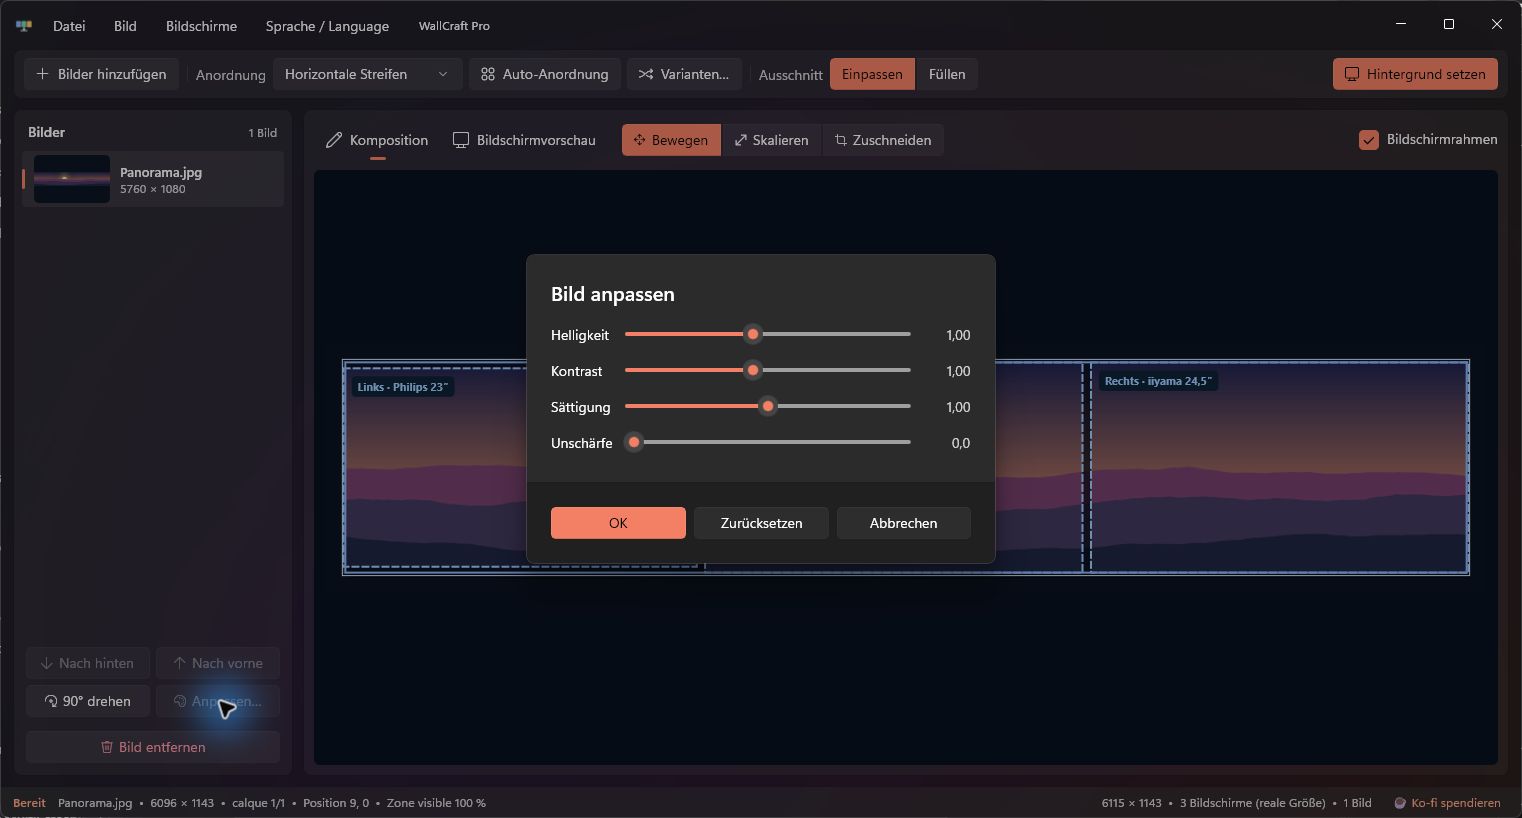 Datei Bild Bildschirme Sprache / Language WallCraft Pro
Bilder hinzufügen Anordnung Horizontale Streifen Auto-Anordnung Varianten... Ausschnitt Einpassen Füllen Hintergrund setzen
Bilder 1 Bild
Panorama.jpg
5760 × 1080
Komposition Bildschirmvorschau Bewegen Skalieren Zuschneiden Bildschirmrahmen
Links · Philips 23"
Rechts · iiyama 24,5"
Bild anpassen
Helligkeit 1,00
Kontrast 1,00
Sättigung 1,00
Unschärfe 0,0
OK Zurücksetzen Abbrechen
Nach hinten Nach vorne
90° drehen Anpassen...
Bild entfernen
Bereit Panorama.jpg • 6096 × 1143 • calque 1/1 • Position 9, 0 • Zone visible 100 % 6115 × 1143 • 3 Bildschirme (reale Größe) • 1 Bild Ko-fi spendieren